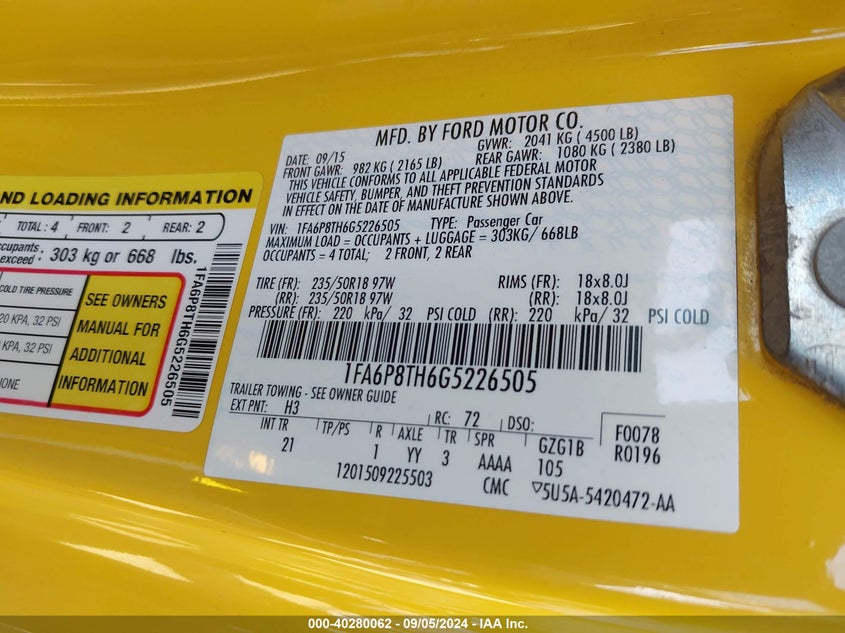 ND LOADING INFORMATION
TOTAL: 4 FRONT: 2 REAR: 2
exceed: 303 kg or 668 lbs.
COLD TIRE PRESSURE
20 KPA, 32 PSI
KPA, 32 PSI
SEE OWNERS
MANUAL FOR
ADDITIONAL
INFORMATION
1FA6P8TH6G5226505
MFD. BY FORD MOTOR CO.
DATE: 09/15 GVWR: 2041 KG ( 4500 LB)
FRONT GAWR: 982 KG ( 2165 LB) REAR GAWR: 1080 KG ( 2380 LB)
THIS VEHICLE CONFORMS TO ALL APPLICABLE FEDERAL MOTOR
VEHICLE SAFETY, BUMPER, AND THEFT PREVENTION STANDARDS
IN EFFECT ON THE DATE OF MANUFACTURE SHOWN ABOVE.
VIN: 1FA6P8TH6G5226505 TYPE: Passenger Car
MAXIMUM LOAD = OCCUPANTS + LUGGAGE = 303KG/ 668LB
OCCUPANTS = 4 TOTAL; 2 FRONT, 2 REAR
TIRE (FR): 235/50R18 97W RIMS (FR): 18x8.0J
(RR): 235/50R18 97W (RR): 18x8.0J
PRESSURE (FR): 220 kPa/ 32 PSI COLD (RR): 220 kPa/ 32 PSI COLD
1FA6P8TH6G5226505
TRAILER TOWING - SEE OWNER GUIDE
EXT PNT: H3 RC: 72 DSO: F0078
INT TR TP/PS R AXLE TR SPR GZG1B R0196
21 1 YY 3 AAAA 105
1201509225503 CMC ▽5U5A-5420472-AA
000-40280062 - 09/05/2024 - IAA Inc.